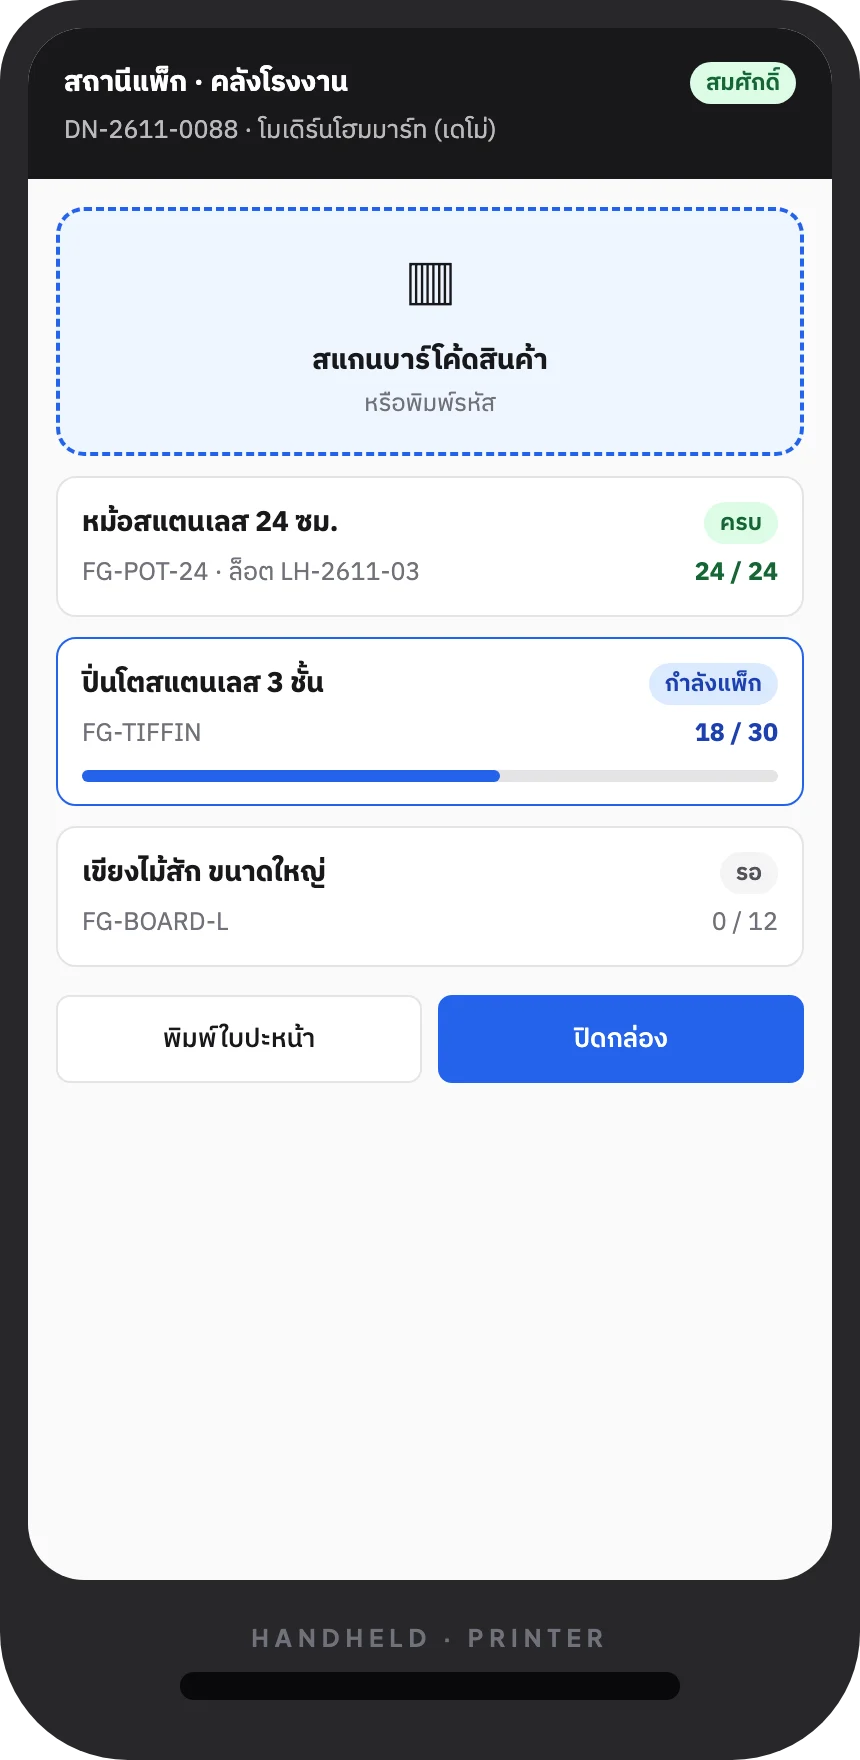 สถานีแพ็ก · คลังโรงงาน
สมศักดิ์
DN-2611-0088 · โมเดิร์นโฮมมาร์ท (เดโม่)
สแกนบาร์โค้ดสินค้า
หรือพิมพ์รหัส
หม้อสแตนเลส 24 ซม.
ครบ
FG-POT-24 · ล็อต LH-2611-03
24 / 24
ปิ่นโตสแตนเลส 3 ชั้น
กำลังแพ็ก
FG-TIFFIN
18 / 30
เขียงไม้สัก ขนาดใหญ่
รอ
FG-BOARD-L
0 / 12
พิมพ์ใบปะหน้า
ปิดกล่อง
HANDHELD · PRINTER